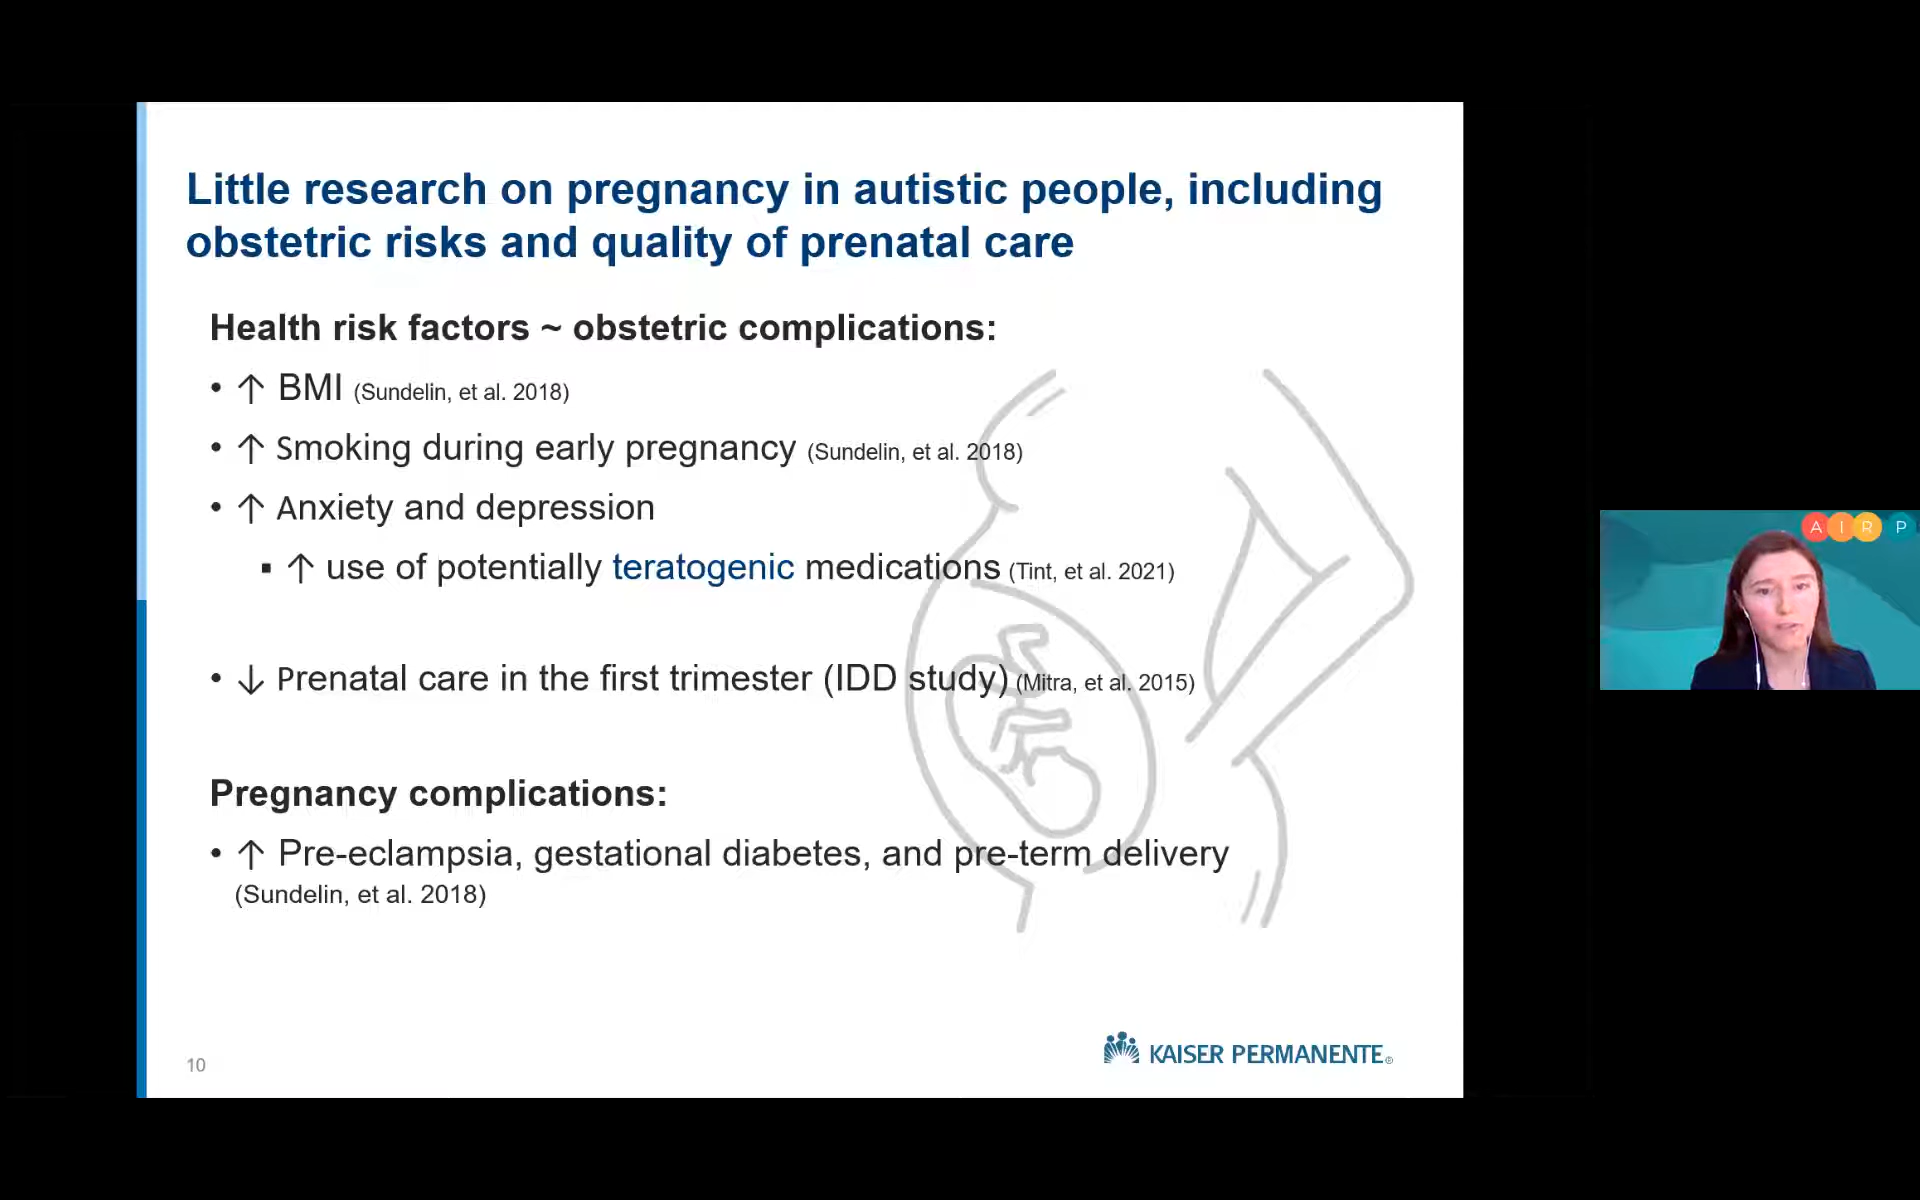 Little research on pregnancy in autistic people, including
obstetric risks and quality of prenatal care
Health risk factors ~ obstetric complications:
• ↑ BMI (Sundelin, et al. 2018)
• ↑ Smoking during early pregnancy (Sundelin, et al. 2018)
• ↑ Anxiety and depression
▪ ↑ use of potentially teratogenic medications (Tint, et al. 2021)
• ↓ Prenatal care in the first trimester (IDD study) (Mitra, et al. 2015)
Pregnancy complications:
• ↑ Pre-eclampsia, gestational diabetes, and pre-term delivery
(Sundelin, et al. 2018)
10
KAISER PERMANENTE®
A I R P